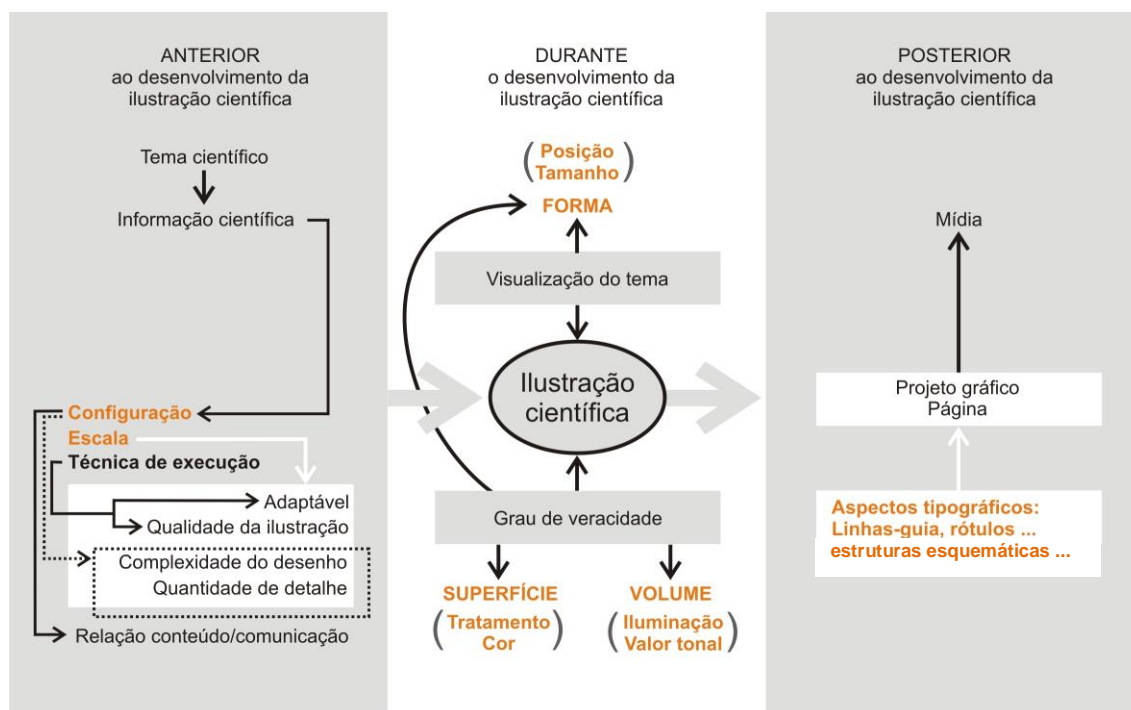 ANTERIOR
ao desenvolvimento da
ilustração científica
Tema científico
Informação científica
Configuração
Escala
Técnica de execução
Adaptável
Qualidade da ilustração
Complexidade do desenho
Quantidade de detalhe
Relação conteúdo/comunicação
DURANTE
o desenvolvimento da
ilustração científica
(Posição
Tamanho)
FORMA
Visualização do tema
Ilustração
científica
Grau de veracidade
SUPERFÍCIE
(Tratamento
Cor)
VOLUME
(Iluminação
Valor tonal)
POSTERIOR
ao desenvolvimento da
ilustração científica
Mídia
Projeto gráfico
Página
Aspectos tipográficos:
Linhas-guia, rótulos ...
estruturas esquemáticas ...